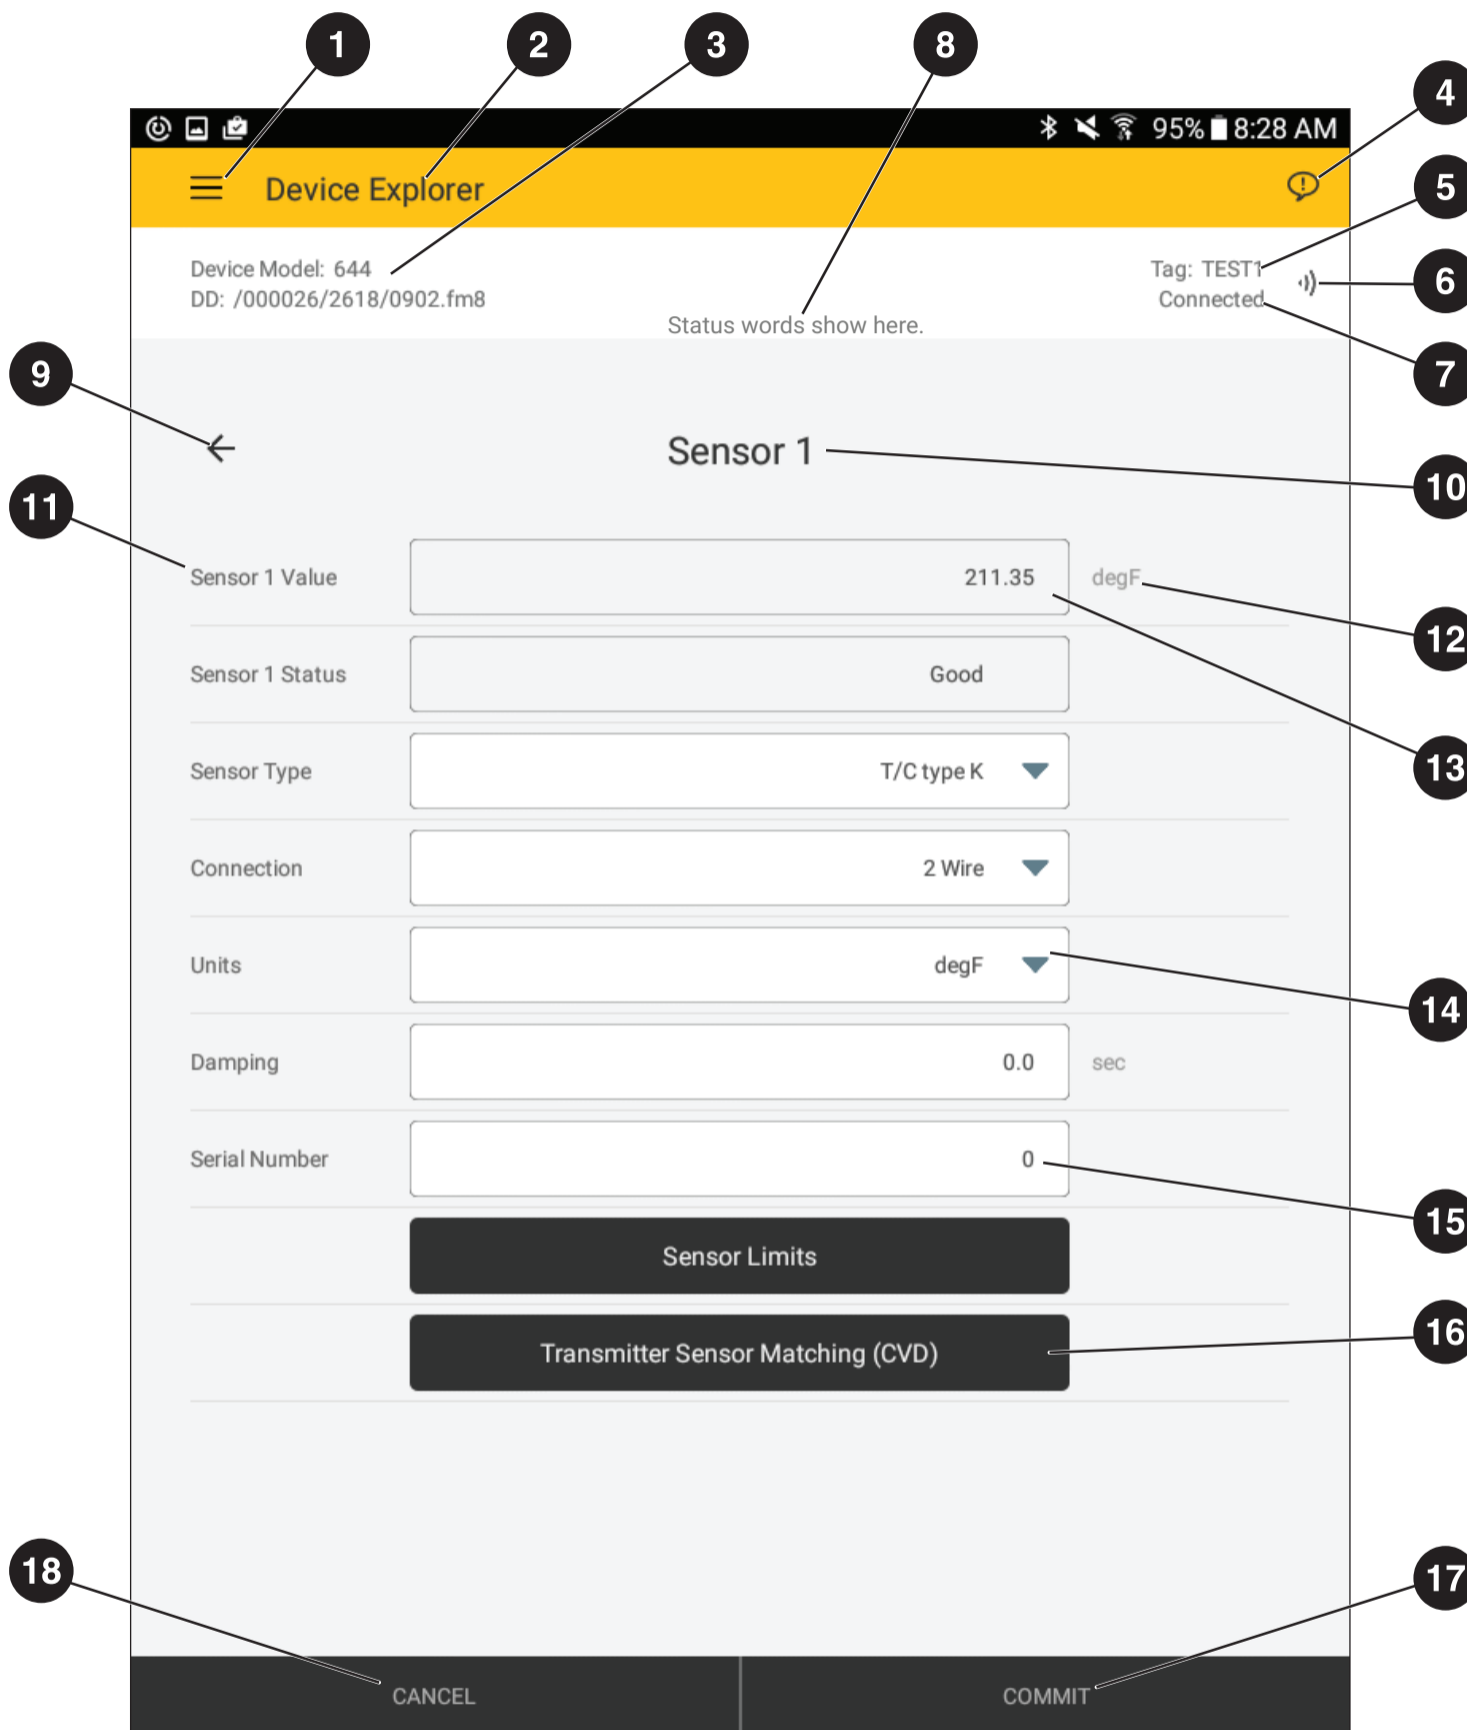 1 2 3 8
4
95% 8:28 AM
Device Explorer
5
Device Model: 644
Tag: TEST1
6
DD: /000026/2618/0902.fm8
Connected
Status words show here.
7
9
Sensor 1
10
11
Sensor 1 Value 211.35 degF
12
Sensor 1 Status Good
13
Sensor Type T/C type K
Connection 2 Wire
Units degF
14
Damping 0.0 sec
Serial Number 0
15
Sensor Limits
16
Transmitter Sensor Matching (CVD)
18
17
CANCEL COMMIT